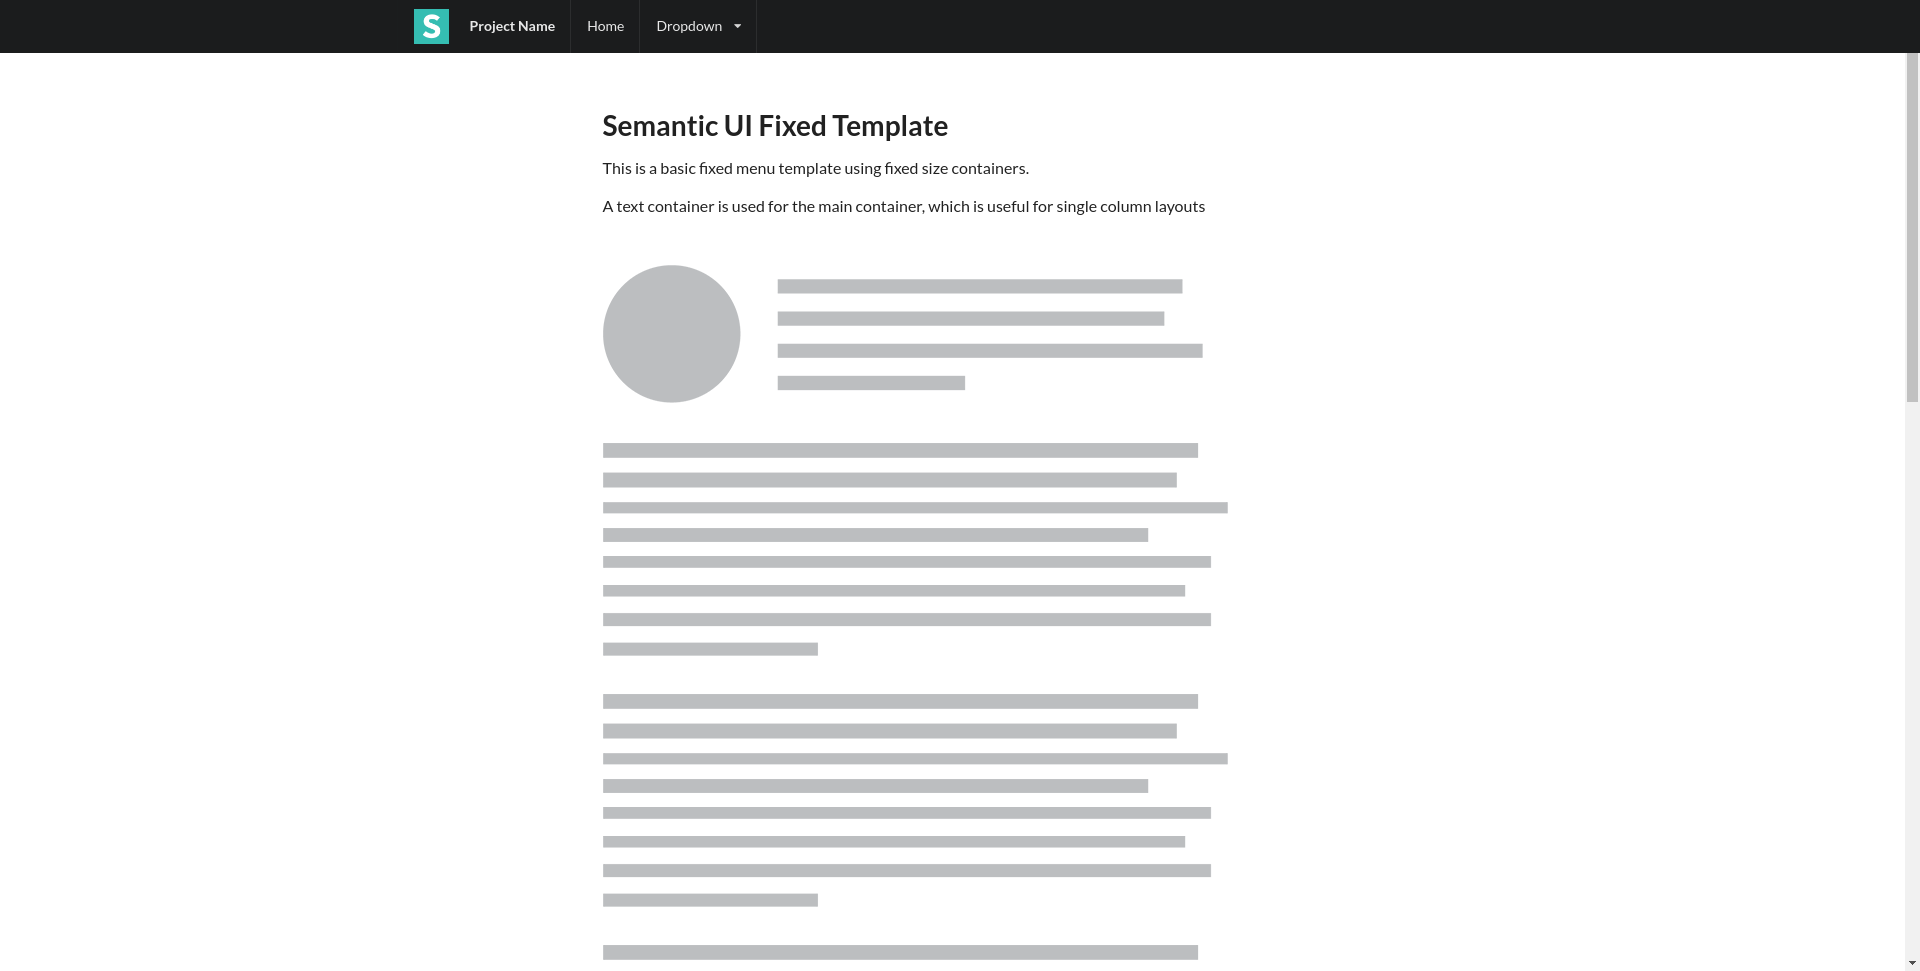 S Project Name Home Dropdown
Semantic UI Fixed Template
This is a basic fixed menu template using fixed size containers.
A text container is used for the main container, which is useful for single column layouts